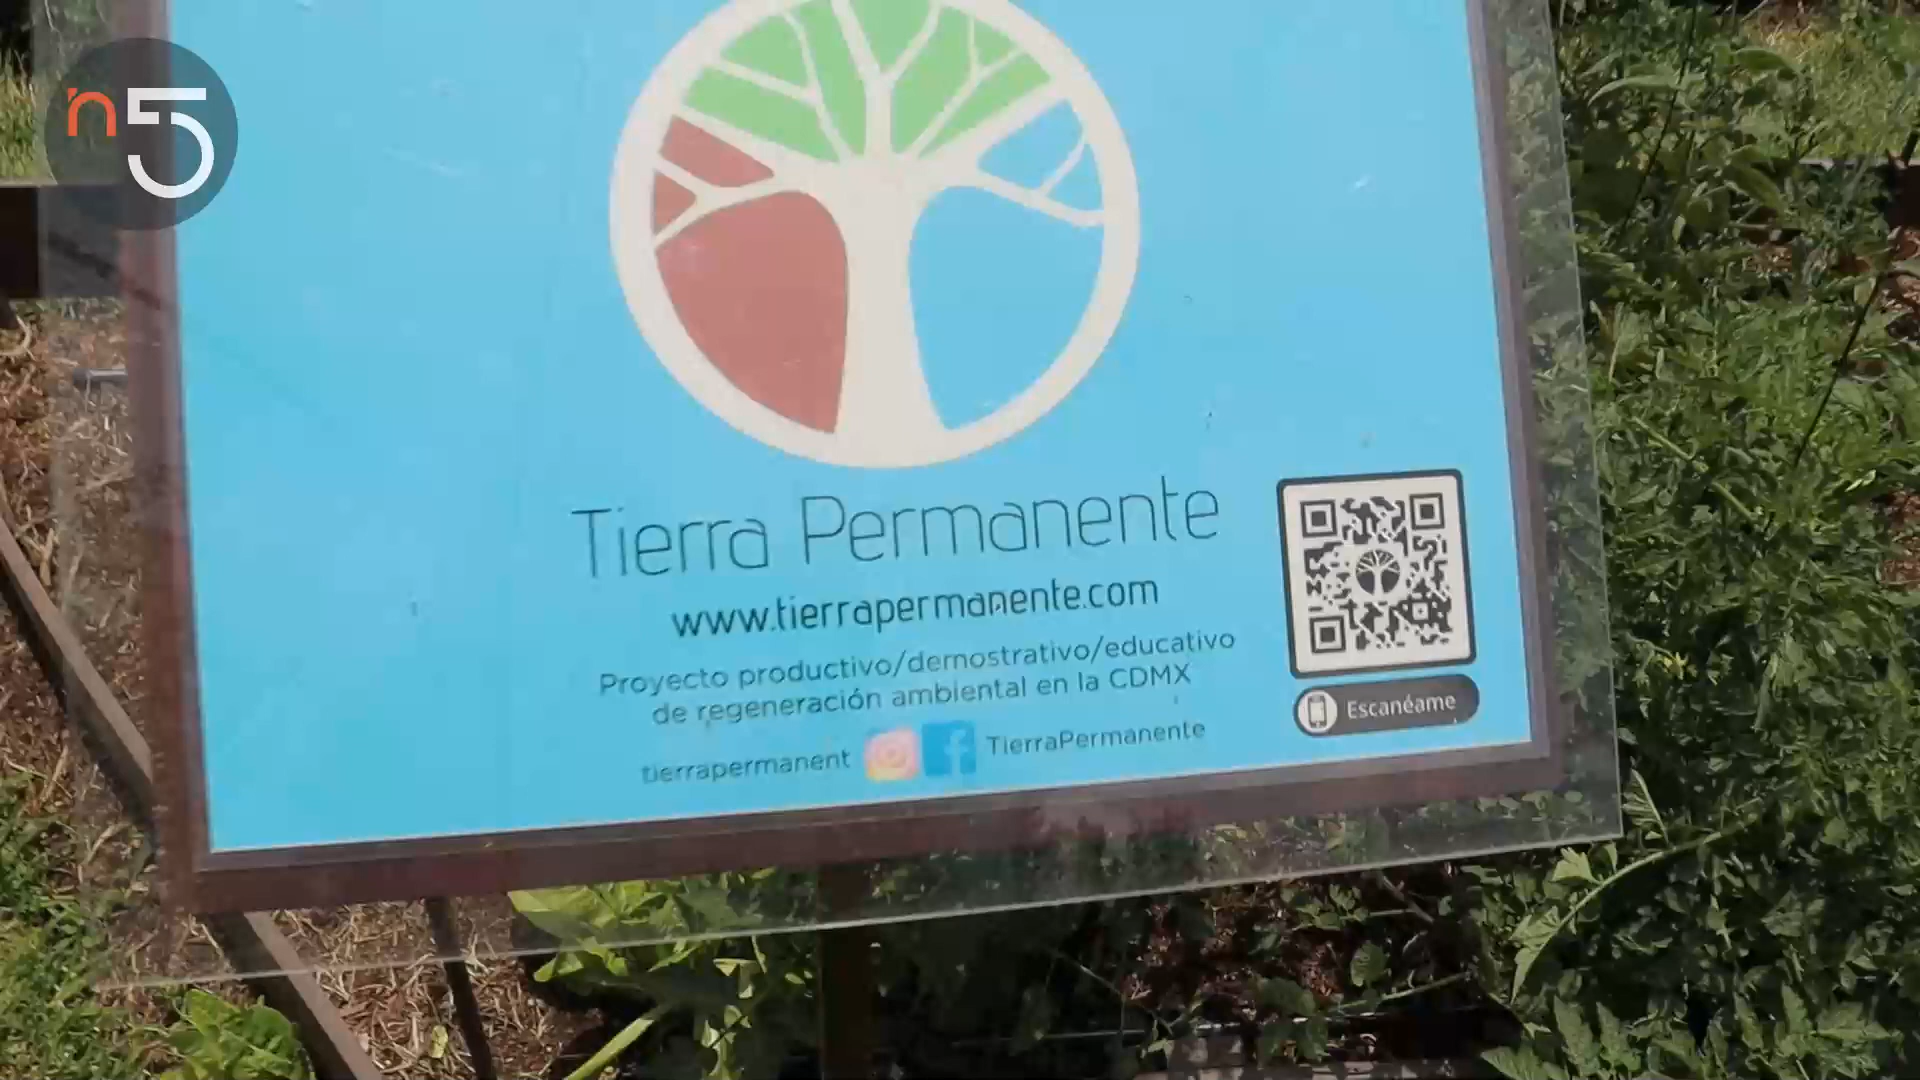 n5
Tierra Permanente
www.tierrapermanente.com
Proyecto productivo/demostrativo/educativo
de regeneración ambiental en la CDMX
tierrapermanent TierraPermanente
Escanéame